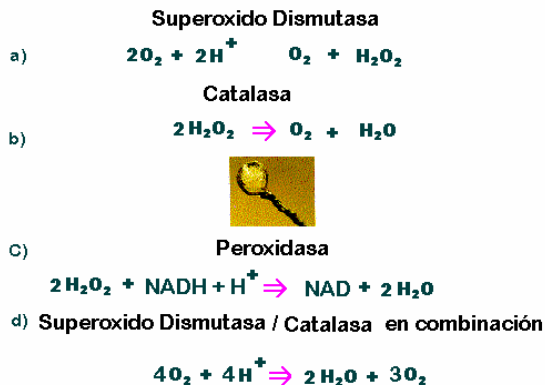 Superoxido Dismutasa
a) 2O₂ + 2H⁺ O₂ + H₂O₂
Catalasa
b) 2H₂O₂ ⇒ O₂ + H₂O
C) Peroxidasa
2H₂O₂ + NADH + H⁺ ⇒ NAD + 2H₂O
d) Superoxido Dismutasa / Catalasa en combinación
4O₂ + 4H⁺ ⇒ 2H₂O + 3O₂